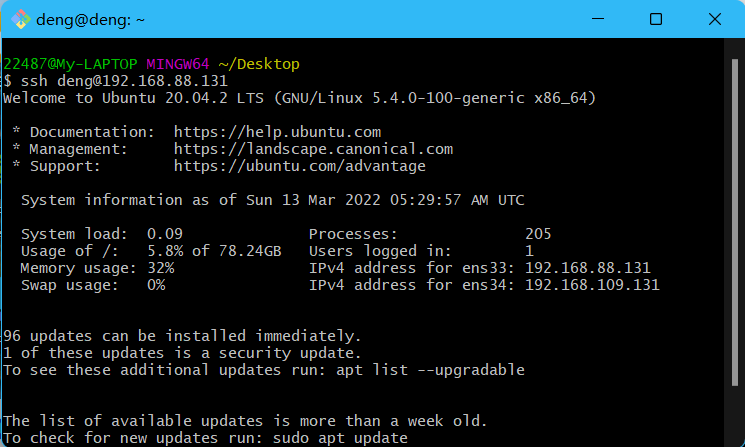 deng@deng: ~
22487@My-LAPTOP MINGW64 ~/Desktop
$ ssh deng@192.168.88.131
Welcome to Ubuntu 20.04.2 LTS (GNU/Linux 5.4.0-100-generic x86_64)
* Documentation:  https://help.ubuntu.com
* Management:     https://landscape.canonical.com
* Support:        https://ubuntu.com/advantage
System information as of Sun 13 Mar 2022 05:29:57 AM UTC
System load:  0.09              Processes:              205
Usage of /:   5.8% of 78.24GB   Users logged in:        1
Memory usage: 32%               IPv4 address for ens33: 192.168.88.131
Swap usage:   0%                IPv4 address for ens34: 192.168.109.131
96 updates can be installed immediately.
1 of these updates is a security update.
To see these additional updates run: apt list --upgradable
The list of available updates is more than a week old.
To check for new updates run: sudo apt update